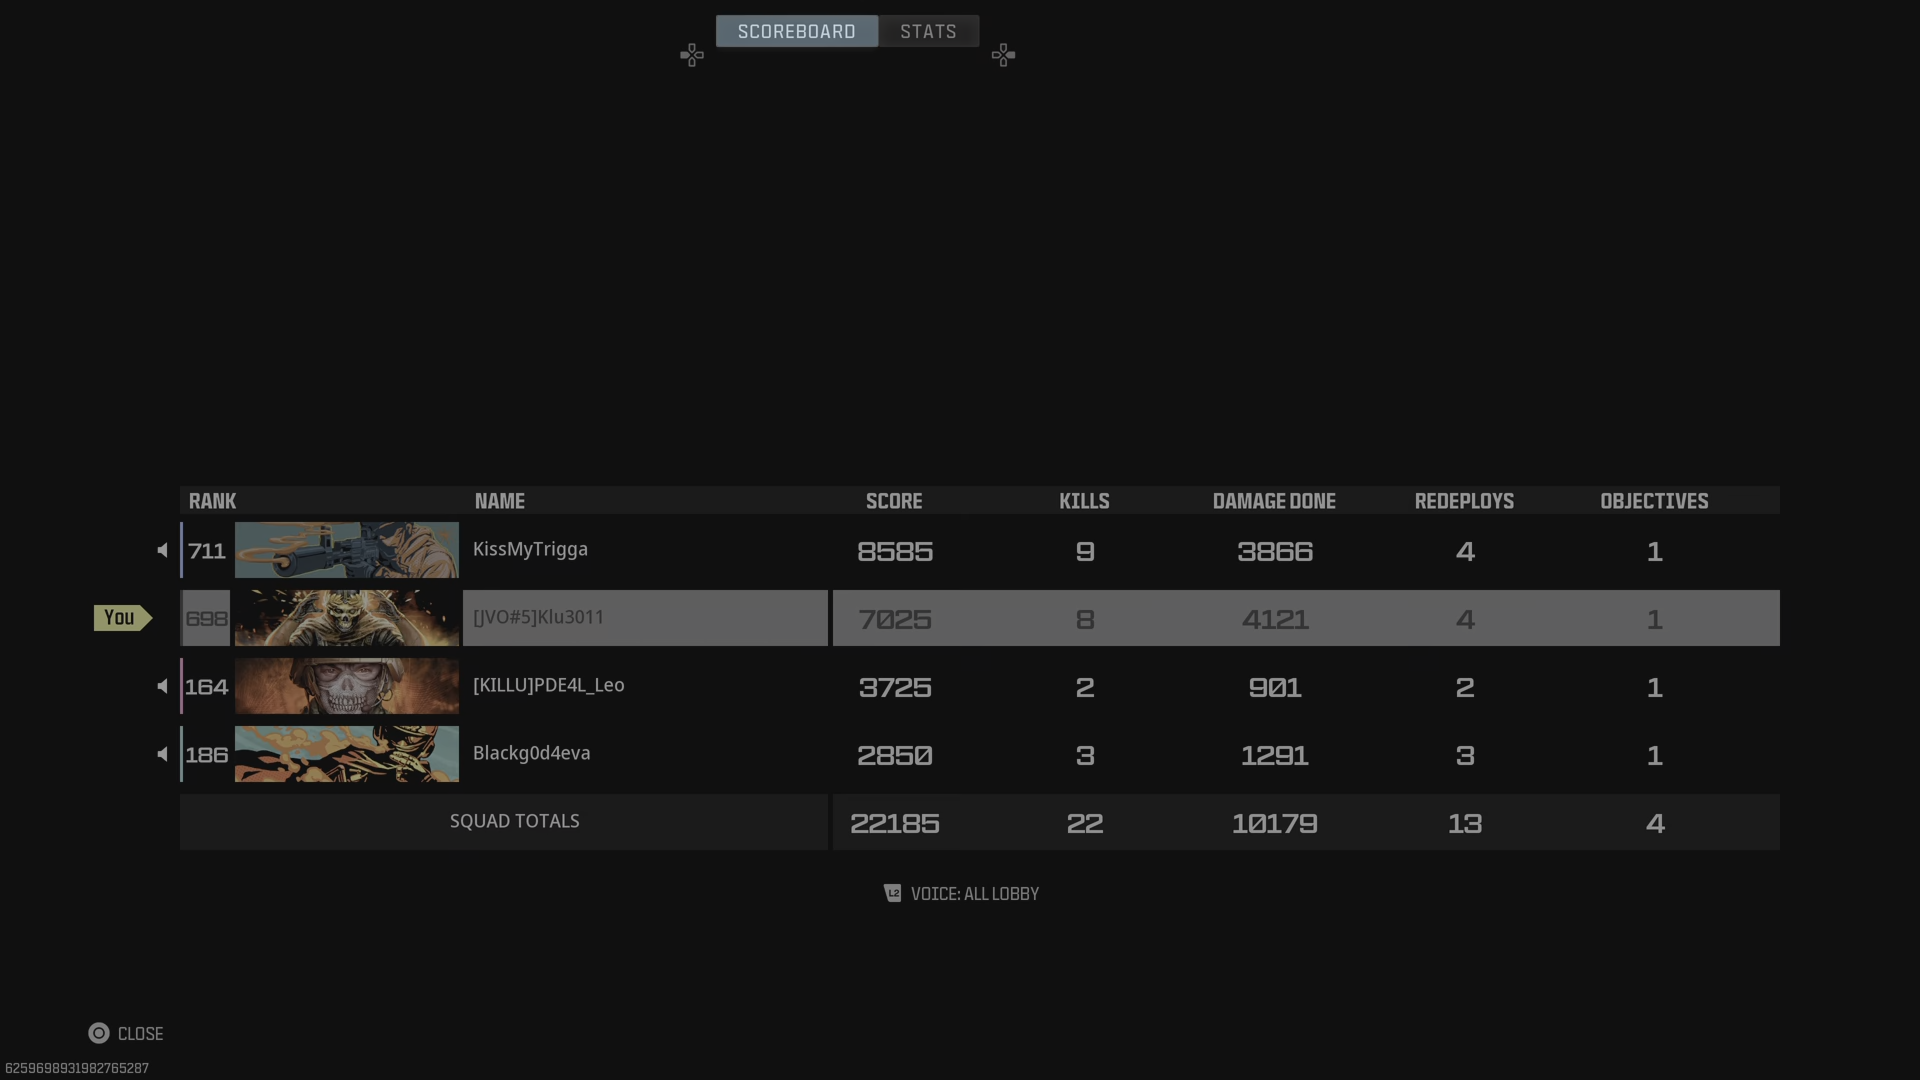 SCOREBOARD STATS
RANK NAME SCORE KILLS DAMAGE DONE REDEPLOYS OBJECTIVES
711 KissMyTrigga 8585 9 3866 4 1
You 698 [JVO#5]Klu3011 7025 8 4121 4 1
164 [KILLU]PDE4L_Leo 3725 2 901 2 1
186 Blackg0d4eva 2850 3 1291 3 1
SQUAD TOTALS 22185 22 10179 13 4
L2 VOICE: ALL LOBBY
CLOSE
6259698931982765287